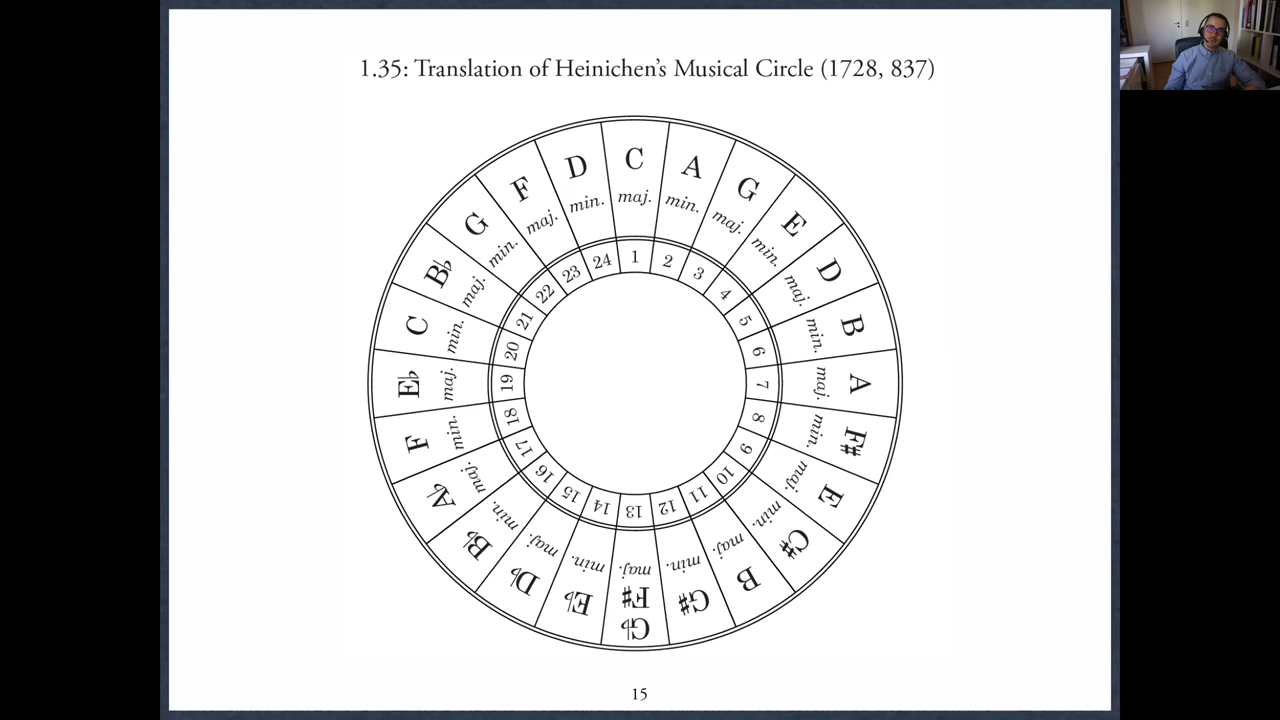 1.35: Translation of Heinichen's Musical Circle (1728, 837)
C maj. 1
A min. 2
G maj. 3
E min. 4
D maj. 5
B min. 6
A maj. 7
F# min. 8
E maj. 9
C# min. 10
B maj. 11
G# min. 12
G♭ F# maj. 13
E♭ min. 14
D♭ maj. 15
B♭ min. 16
A♭ maj. 17
F min. 18
E♭ maj. 19
C min. 20
B♭ maj. 21
G min. 22
F maj. 23
D min. 24
15